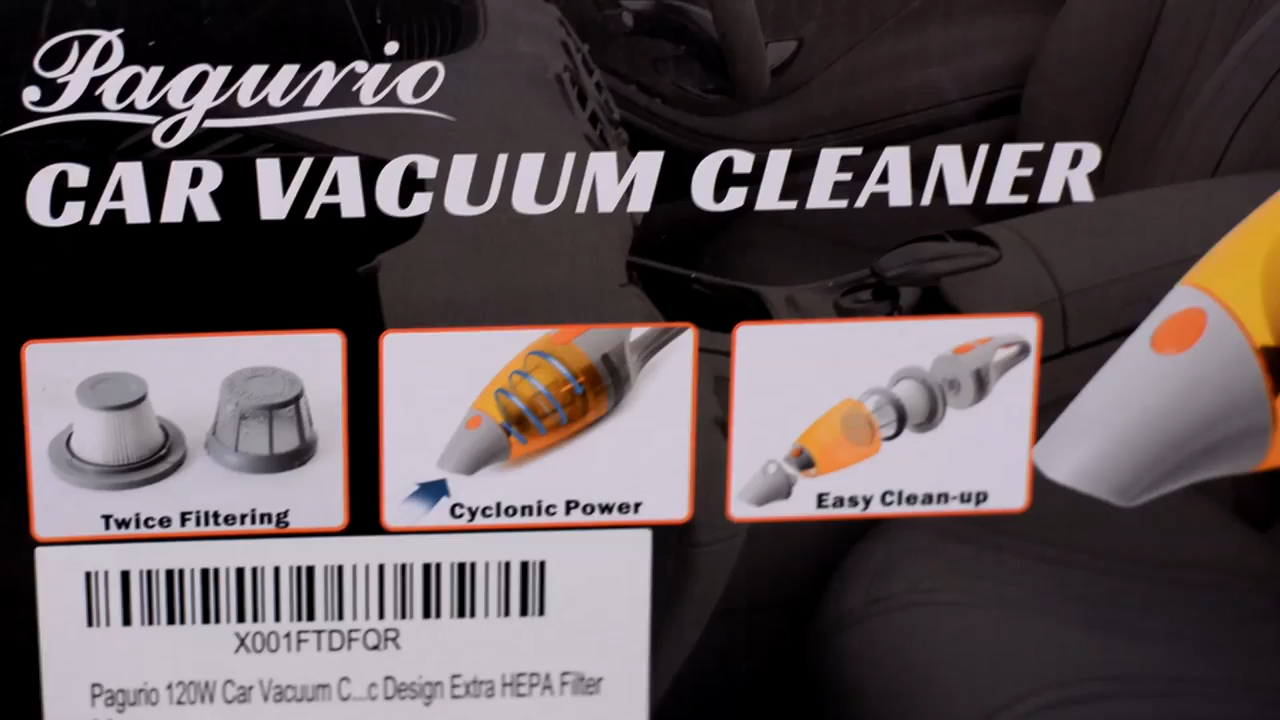 Pagurio
CAR VACUUM CLEANER
Twice Filtering
Cyclonic Power
Easy Clean-up
X001FTDFQR
Pagurio 120W Car Vacuum C...c Design Extra HEPA Filter